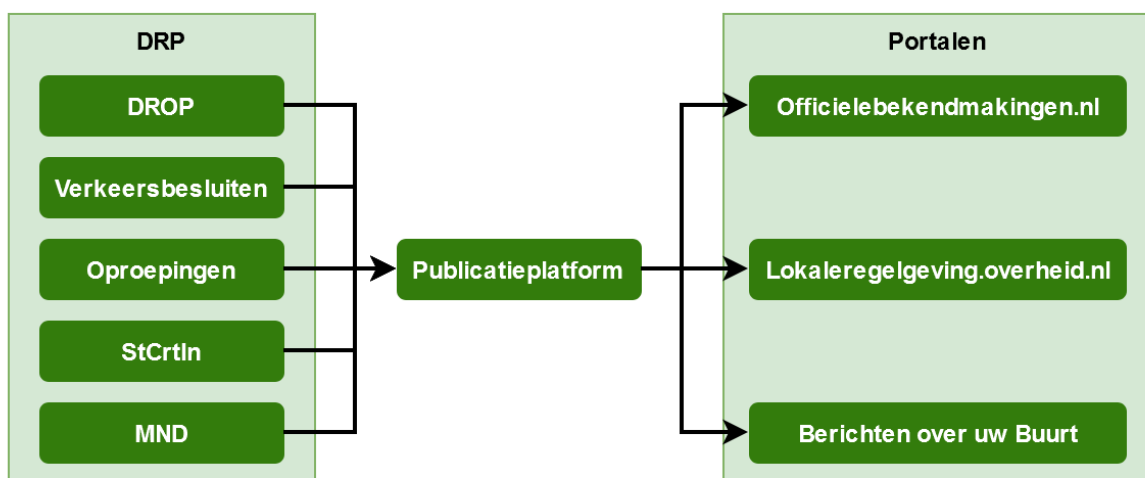 DRP
DROP
Verkeersbesluiten
Oproepingen
StCrtIn
MND
Publicatieplatform
Portalen
Officielebekendmakingen.nl
Lokaleregelgeving.overheid.nl
Berichten over uw Buurt